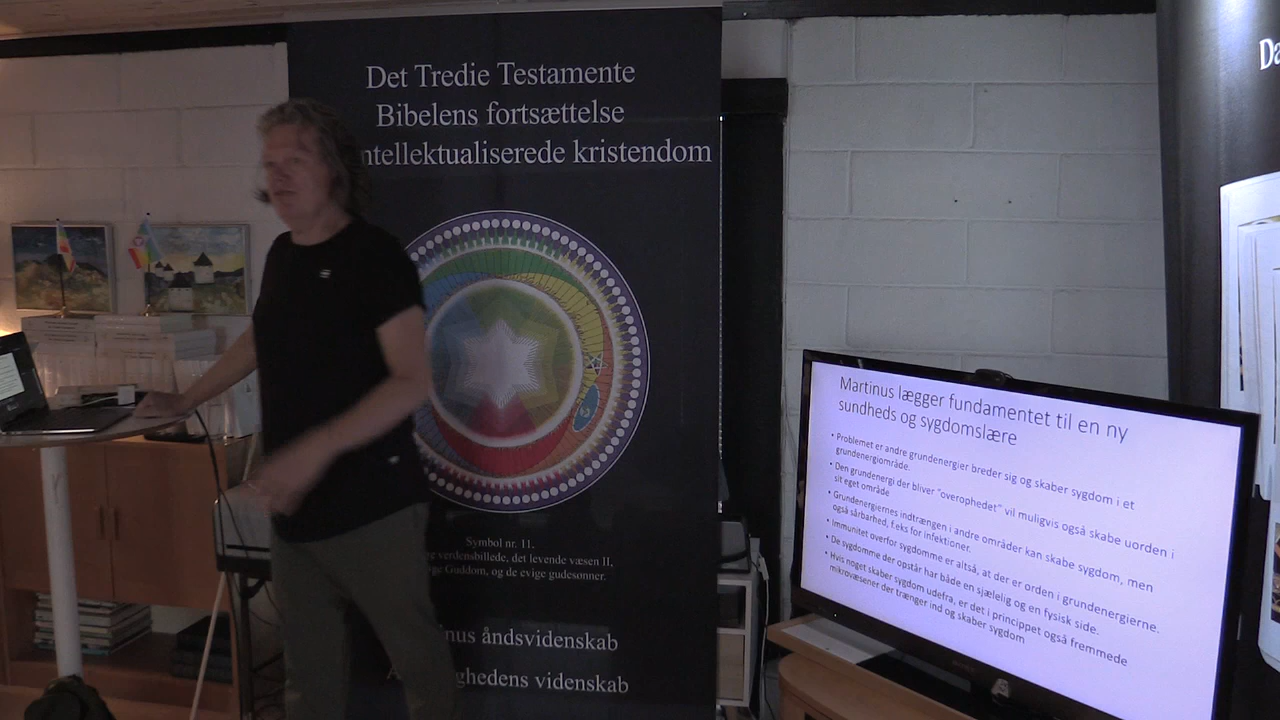 Det Tredie Testamente
Bibelens fortsættelse
ntellektualiserede kristendom
Symbol nr. 11.
verdensbillede, det levende væsen II,
Guddom, og de evige gudesønner.
nus åndsvidenskab
ghedens videnskab
Da
Martinus lægger fundamentet til en ny
sundheds og sygdomslære
• Problemet er andre grundenergier breder sig og skaber sygdom i et
grundenergiområde.
• Den grundenergi der bliver "overophedet" vil muligvis også skabe uorden i
sit eget område
• Grundenergiernes indtrængen i andre områder kan skabe sygdom, men
også sårbarhed, f.eks for infektioner.
• Immunitet overfor sygdomme er altså, at der er orden i grundenergierne.
• De sygdomme der opstår har både en sjælelig og en fysisk side.
• Hvis noget skaber sygdom udefra, er det i princippet også fremmede
mikrovæsener der trænger ind og skaber sygdom